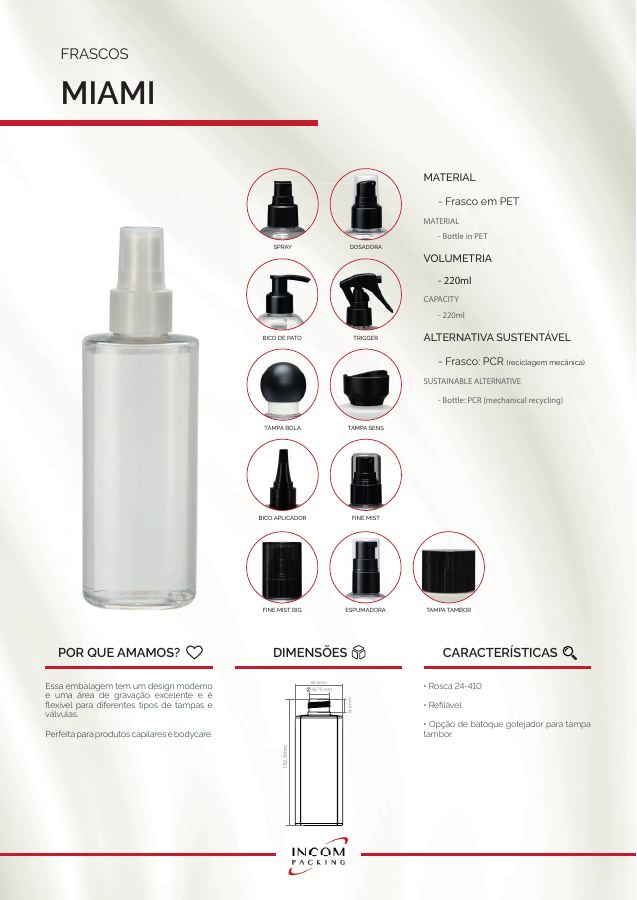 FRASCOS
MIAMI
SPRAY
DOSADORA
BICO DE PATO
TRIGGER
TAMPA BOLA
TAMPA SENS
BICO APLICADOR
FINE MIST
FINE MIST BIG
ESPUMADORA
TAMPA TAMBOR
MATERIAL
- Frasco em PET
MATERIAL
- Bottle in PET
VOLUMETRIA
- 220ml
CAPACITY
- 220ml
ALTERNATIVA SUSTENTÁVEL
- Frasco: PCR (reciclagem mecânica)
SUSTAINABLE ALTERNATIVE
- Bottle: PCR (mechanical recycling)
POR QUE AMAMOS?
Essa embalagem tem um design moderno
e uma área de gravação excelente e é
flexível para diferentes tipos de tampas e
válvulas.
Perfeita para produtos capilares e bodycare.
DIMENSÕES
CARACTERÍSTICAS
• Rosca 24-410
• Refilável
• Opção de batoque gotejador para tampa
tambor.
INCOM
PACKING